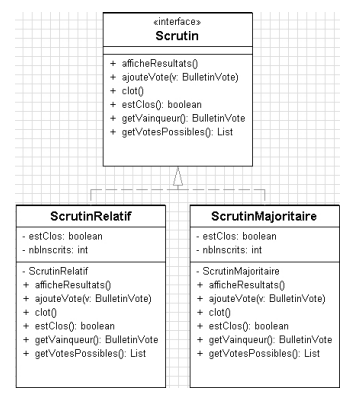 «interface»
Scrutin
+ afficheResultats()
+ ajouteVote(v: BulletinVote)
+ clot()
+ estClos(): boolean
+ getVainqueur(): BulletinVote
+ getVotesPossibles(): List
ScrutinRelatif
- estClos: boolean
- nbInscrits: int
- ScrutinRelatif
+ afficheResultats()
+ ajouteVote(v: BulletinVote)
+ clot()
+ estClos(): boolean
+ getVainqueur(): BulletinVote
+ getVotesPossibles(): List
ScrutinMajoritaire
- estClos: boolean
- nbInscrits: int
- ScrutinMajoritaire
+ afficheResultats()
+ ajouteVote(v: BulletinVote)
+ clot()
+ estClos(): boolean
+ getVainqueur(): BulletinVote
+ getVotesPossibles(): List